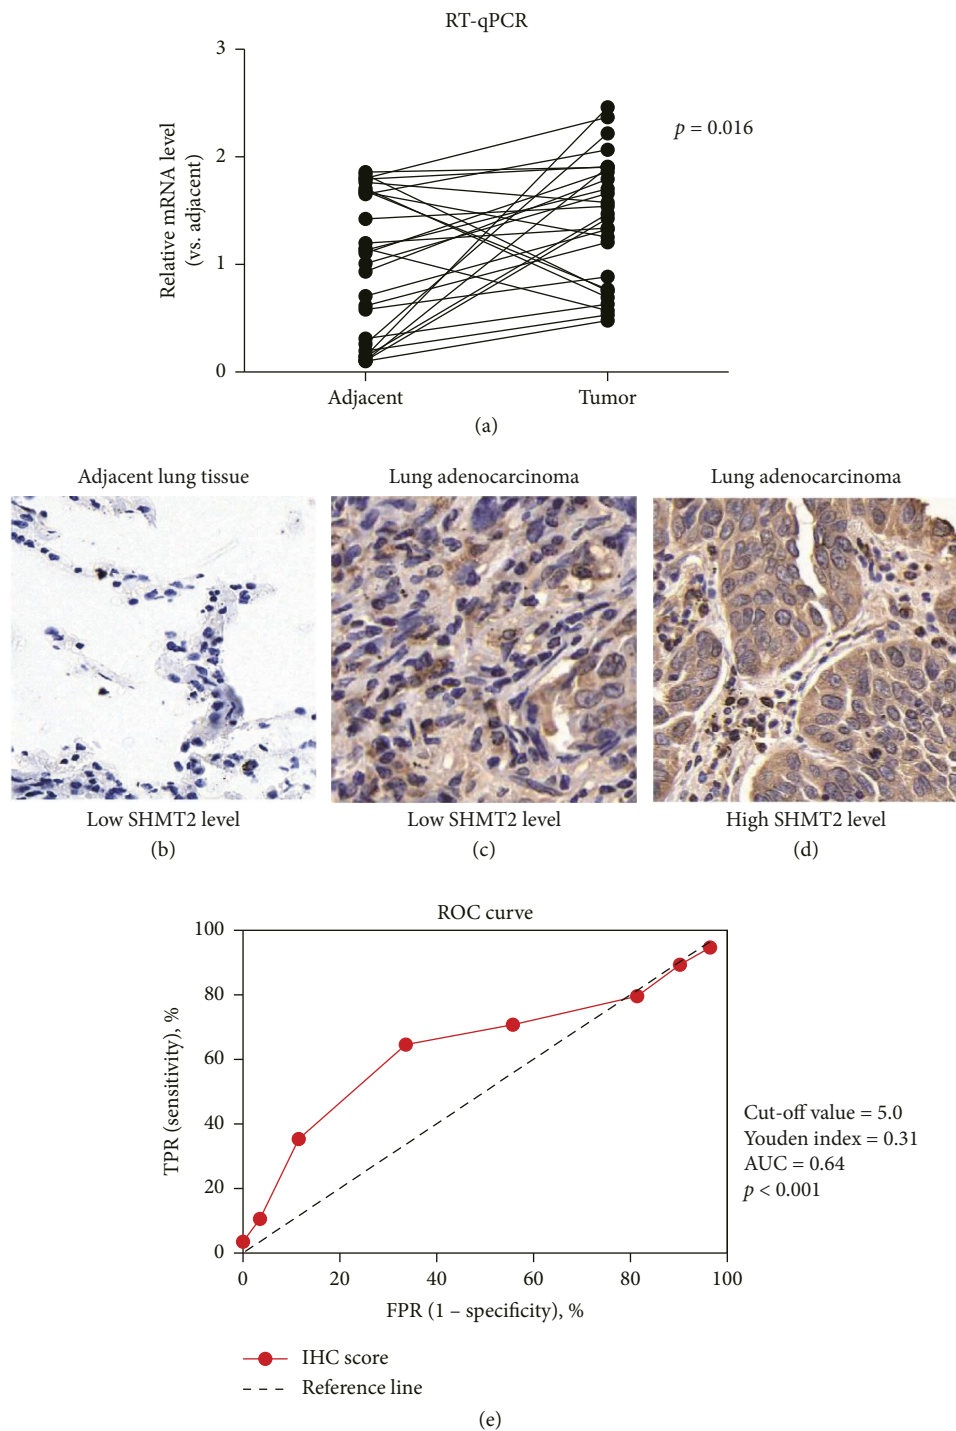 RT-qPCR
3
2
1
0
Relative mRNA level
(vs. adjacent)
p = 0.016
Adjacent
Tumor
(a)
Adjacent lung tissue
Lung adenocarcinoma
Lung adenocarcinoma
Low SHMT2 level
Low SHMT2 level
High SHMT2 level
(b)
(c)
(d)
ROC curve
100
80
60
40
20
0
TPR (sensitivity), %
0
20
40
60
80
100
FPR (1 – specificity), %
Cut-off value = 5.0
Youden index = 0.31
AUC = 0.64
p < 0.001
IHC score
Reference line
(e)